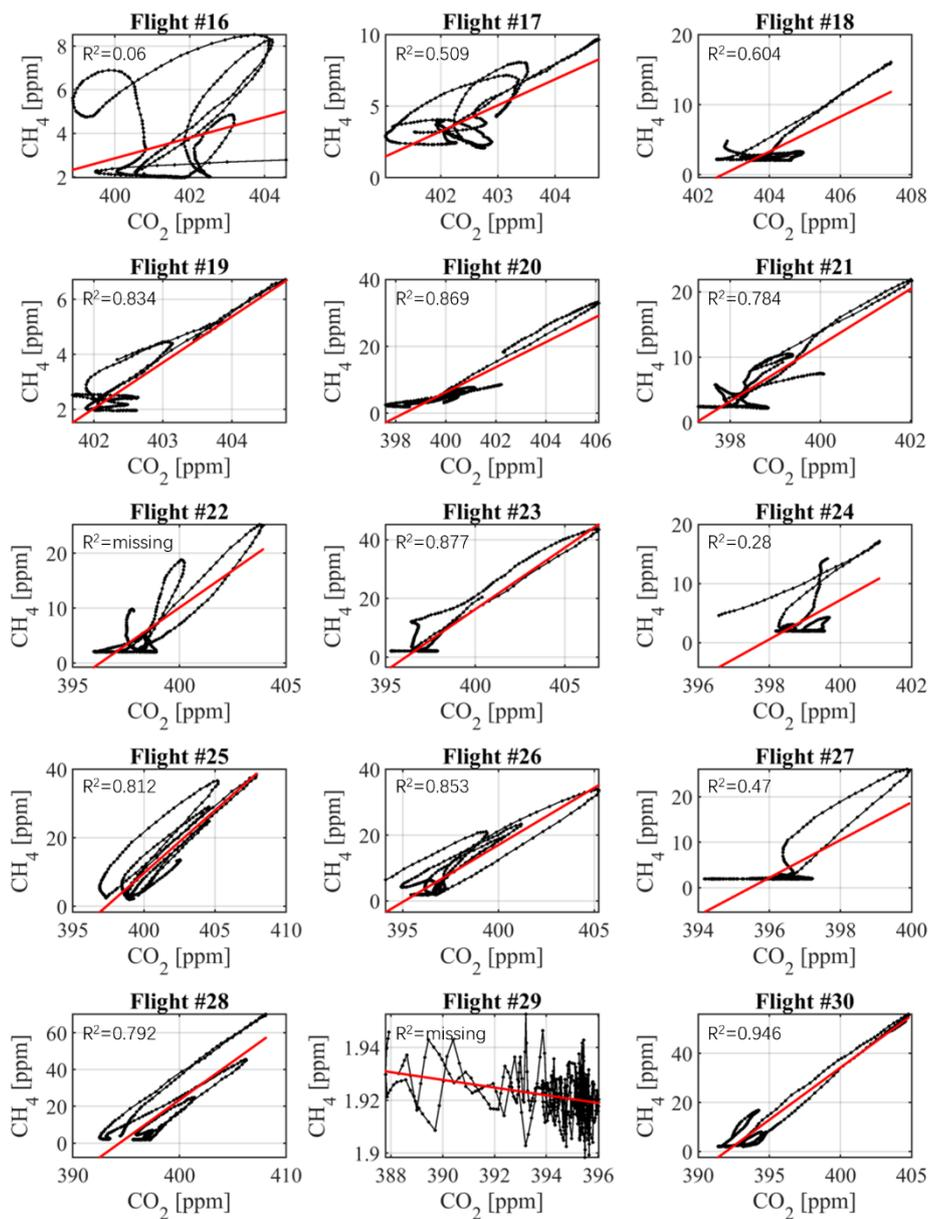 Flight #16
R²=0.06
8
6
4
2
CH₄ [ppm]
400 402 404
CO₂ [ppm]
Flight #17
R²=0.509
10
5
0
CH₄ [ppm]
402 404
CO₂ [ppm]
Flight #18
R²=0.604
20
10
0
CH₄ [ppm]
402 404 406 408
CO₂ [ppm]
Flight #19
R²=0.834
6
4
2
CH₄ [ppm]
402 403 404
CO₂ [ppm]
Flight #20
R²=0.869
40
20
0
CH₄ [ppm]
398 400 402 404 406
CO₂ [ppm]
Flight #21
R²=0.784
20
10
0
CH₄ [ppm]
398 400 402
CO₂ [ppm]
Flight #22
R²=missing
20
10
0
CH₄ [ppm]
395 400 405
CO₂ [ppm]
Flight #23
R²=0.877
40
20
0
CH₄ [ppm]
395 400 405
CO₂ [ppm]
Flight #24
R²=0.28
20
10
0
CH₄ [ppm]
396 398 400 402
CO₂ [ppm]
Flight #25
R²=0.812
40
20
0
CH₄ [ppm]
395 400 405 410
CO₂ [ppm]
Flight #26
R²=0.853
40
20
0
CH₄ [ppm]
395 400 405
CO₂ [ppm]
Flight #27
R²=0.47
20
10
0
CH₄ [ppm]
394 396 398 400
CO₂ [ppm]
Flight #28
R²=0.792
60
40
20
0
CH₄ [ppm]
390 400 410
CO₂ [ppm]
Flight #29
R²=missing
1.94
1.92
1.9
CH₄ [ppm]
388 390 392 394 396
CO₂ [ppm]
Flight #30
R²=0.946
40
20
0
CH₄ [ppm]
390 395 400 405
CO₂ [ppm]